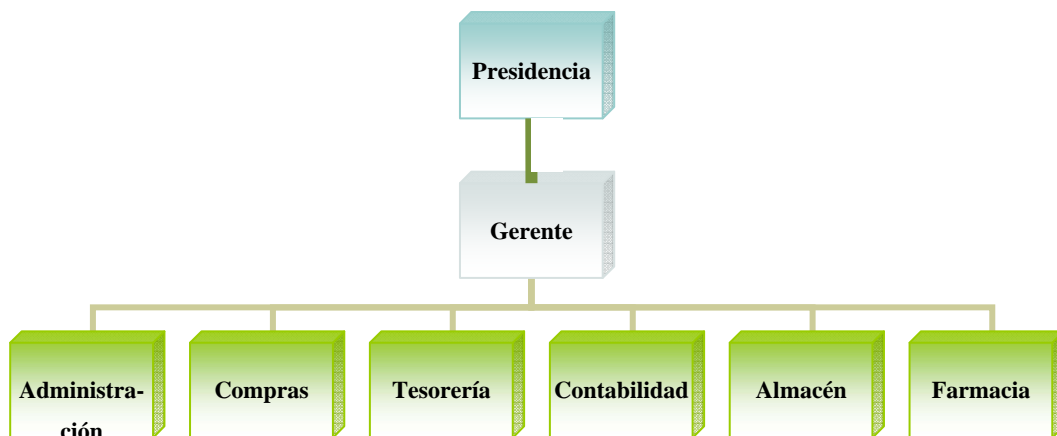 Presidencia
Gerente
Administra-
ción
Compras
Tesorería
Contabilidad
Almacén
Farmacia